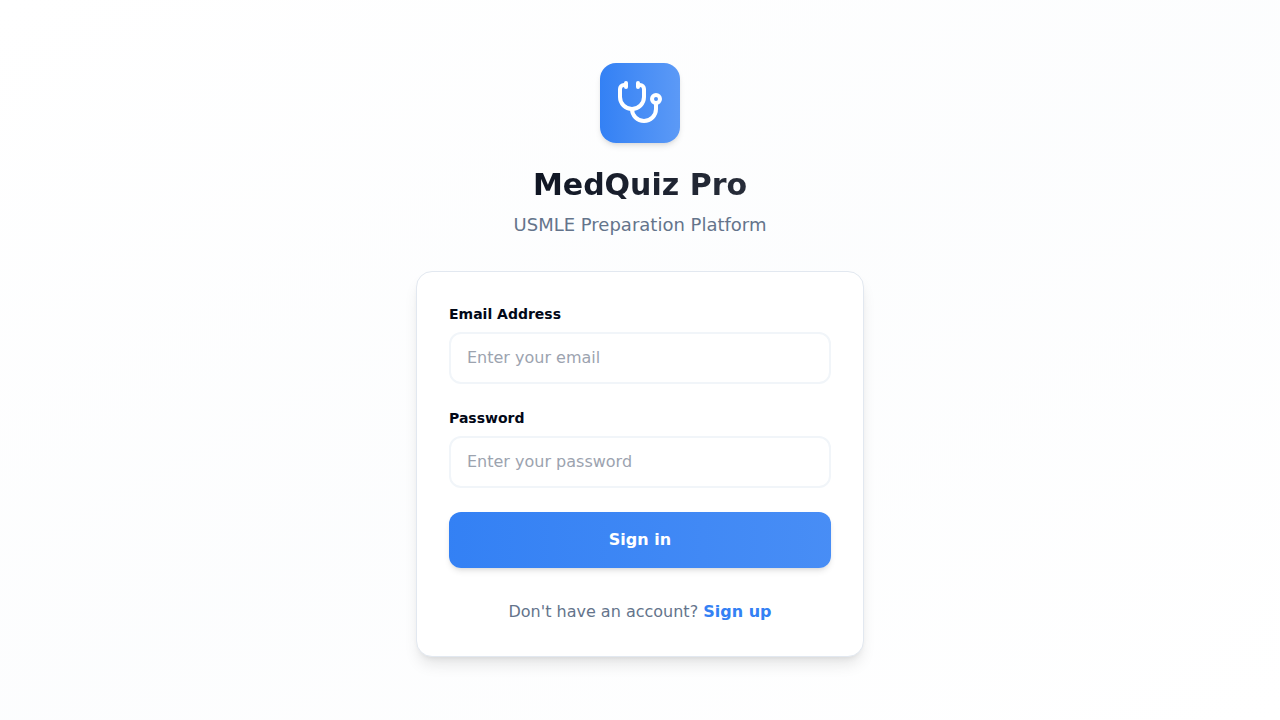 MedQuiz Pro
USMLE Preparation Platform
Email Address
Enter your email
Password
Enter your password
Sign in
Don't have an account? Sign up